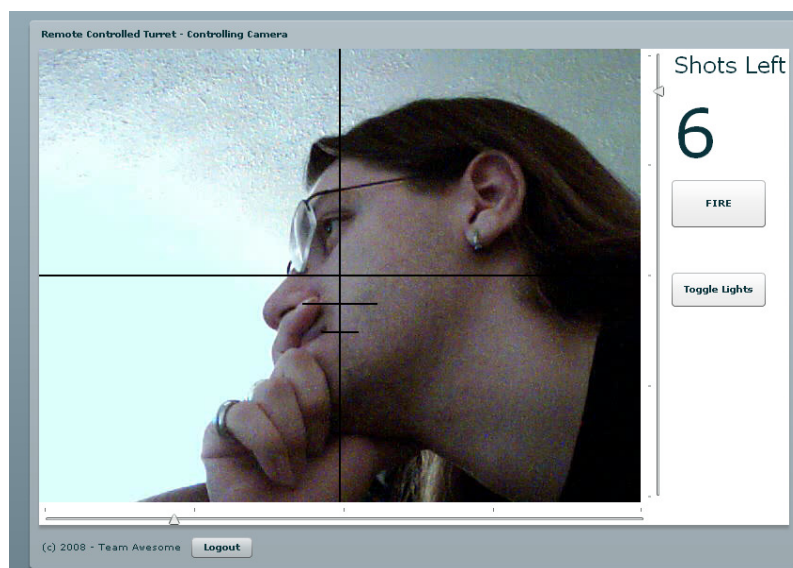 Remote Controlled Turret - Controlling Camera
Shots Left
6
FIRE
Toggle Lights
(c) 2008 - Team Awesome
Logout